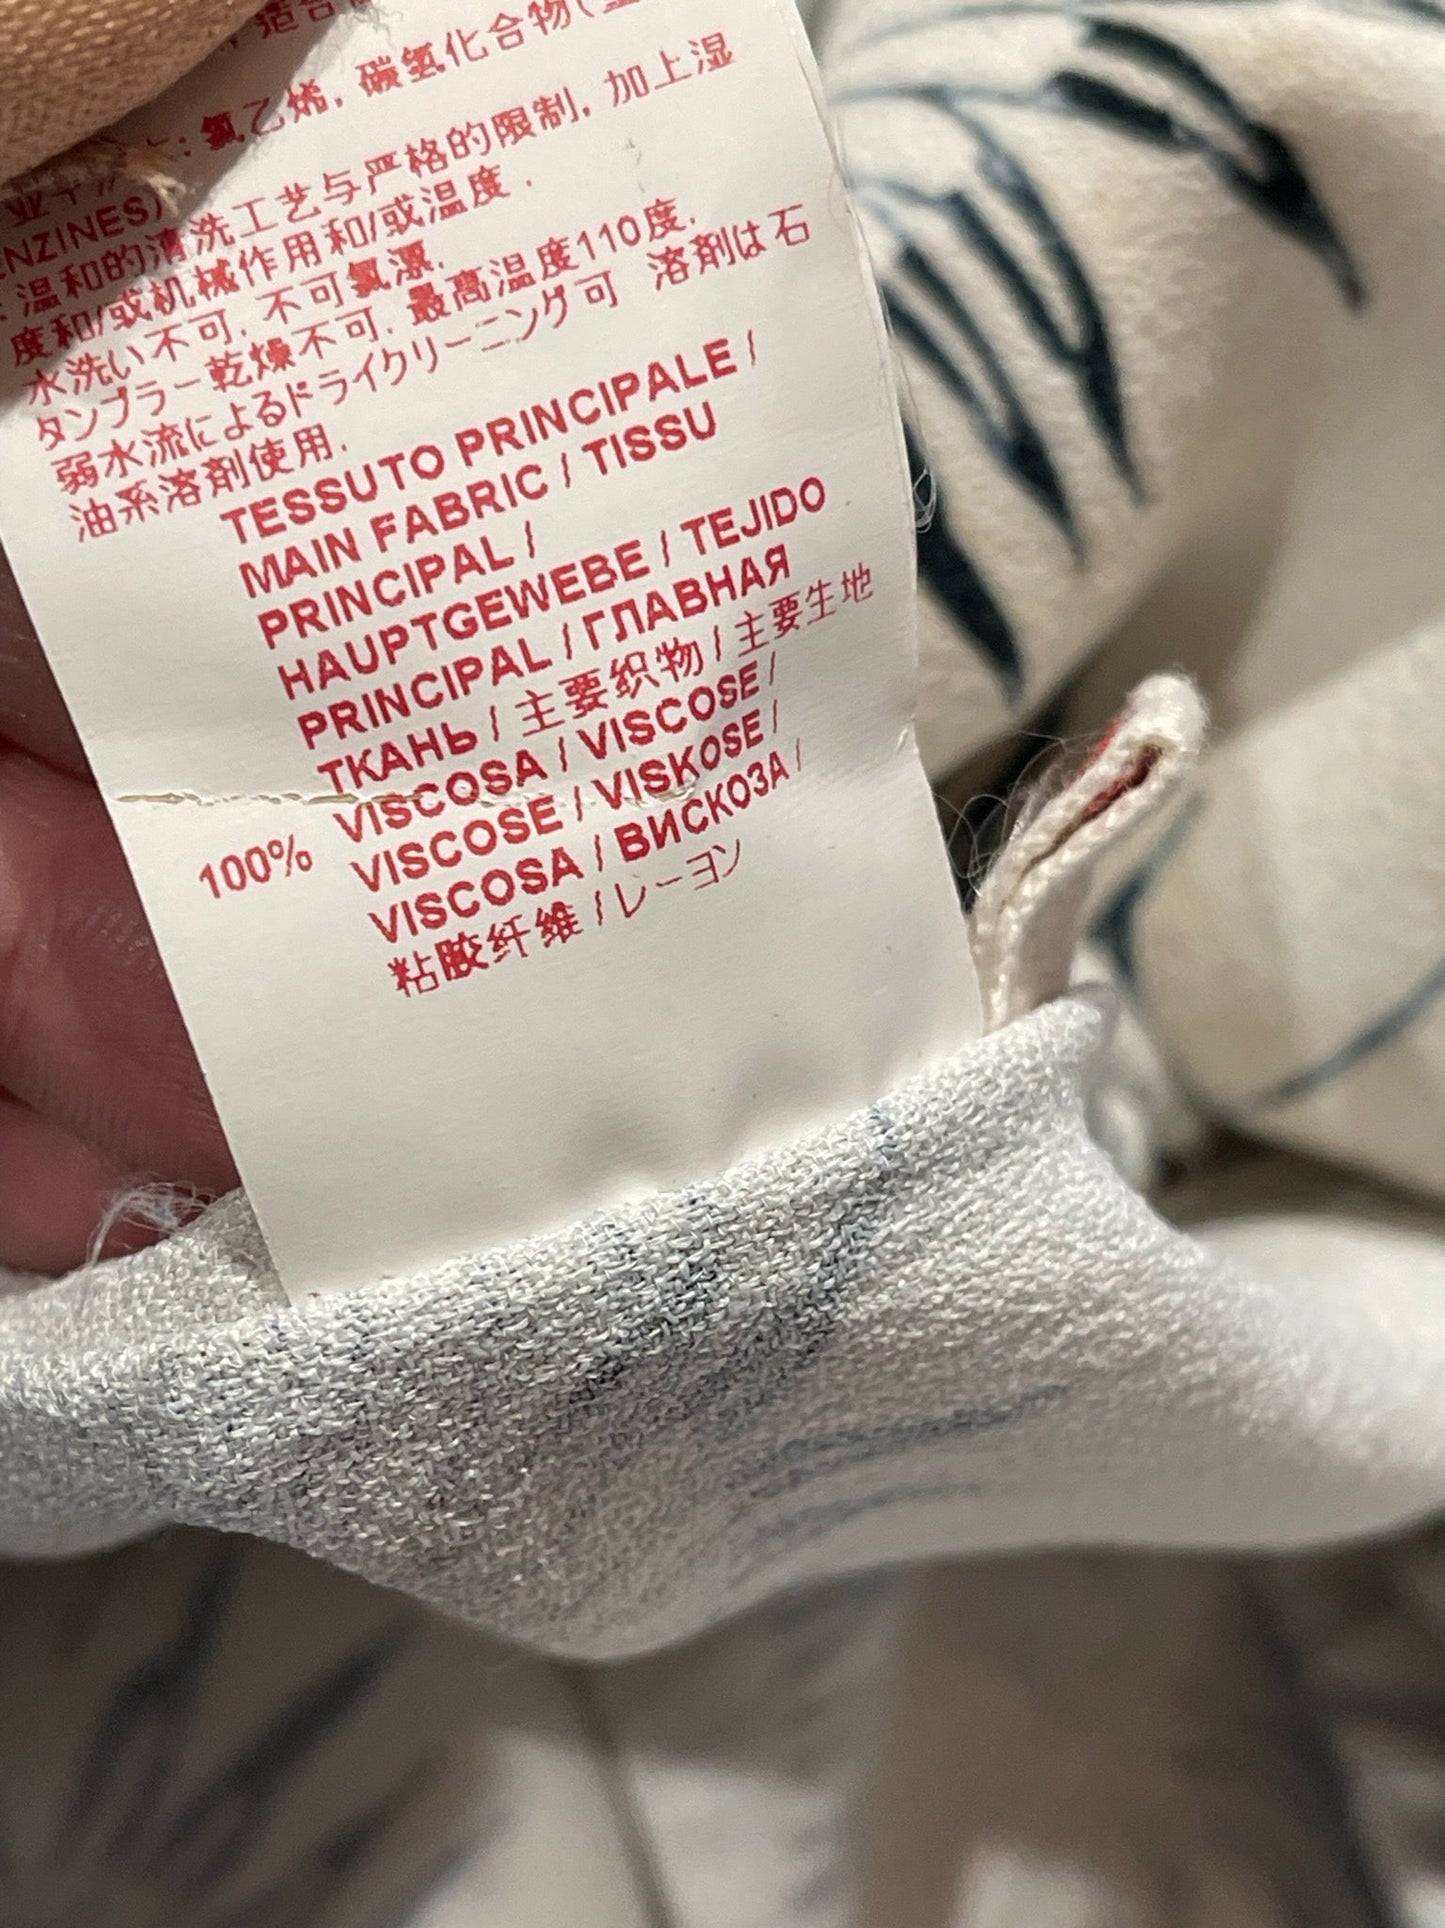 适合
: 氯乙烯, 碳氢化合物(
ENZINES)
: 温和的清洗工艺与严格的限制, 加上湿
度和/或机械作用和/或温度.
水洗い不可. 不可氯漂.
タンブラー乾燥不可. 最高温度110度.
弱水流によるドライクリーニング可 溶剤は石
油系溶剤使用.
TESSUTO PRINCIPALE /
MAIN FABRIC / TISSU
PRINCIPAL /
HAUPTGEWEBE / TEJIDO
PRINCIPAL / ГЛАВНАЯ
ТКАНЬ / 主要织物 / 主要生地
100% VISCOSA / VISCOSE /
VISCOSE / VISKOSE /
VISCOSA / ВИСКОЗА /
粘胶纤维 / レーヨン